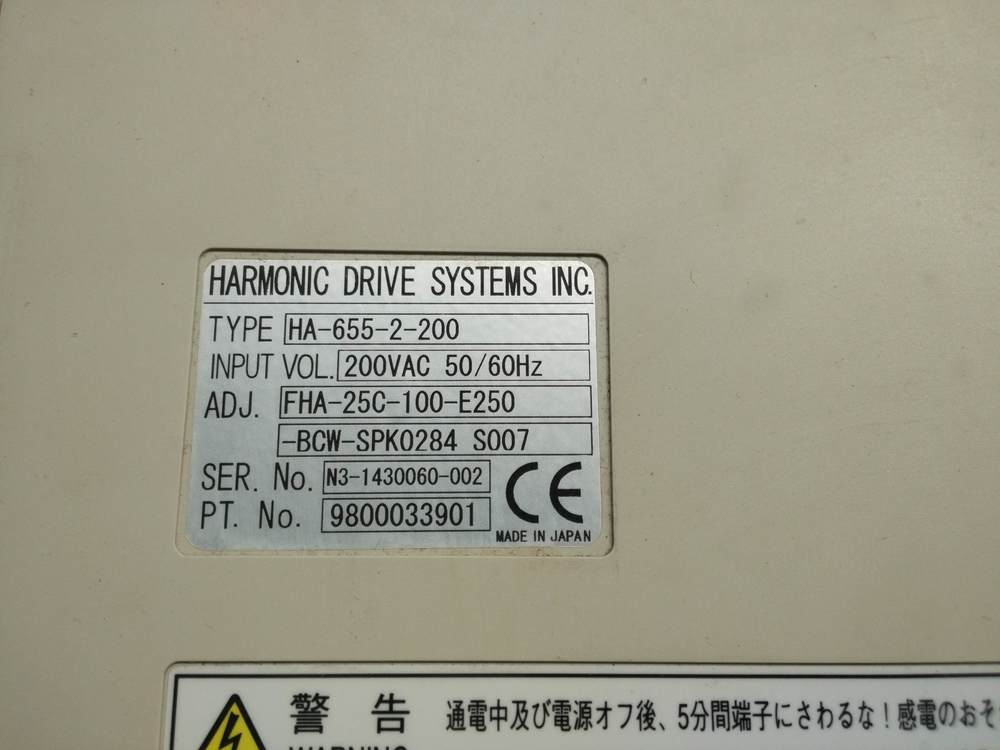 HARMONIC DRIVE SYSTEMS INC.
TYPE HA-655-2-200
INPUT VOL. 200VAC 50/60Hz
ADJ. FHA-25C-100-E250
-BCW-SPK0284 S007
SER. No. N3-1430060-002
PT. No. 9800033901
CE
MADE IN JAPAN
警告 通電中及び電源オフ後、5分間端子にさわるな!感電のおそ
WARNING